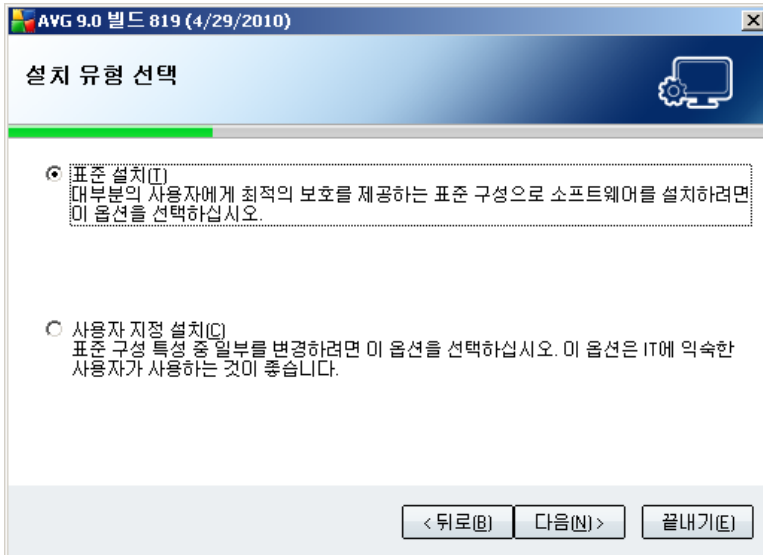 AVG 9.0 빌드 819 (4/29/2010)
설치 유형 선택
표준 설치(T)
대부분의 사용자에게 최적의 보호를 제공하는 표준 구성으로 소프트웨어를 설치하려면
이 옵션을 선택하십시오.
사용자 지정 설치(C)
표준 구성 특성 중 일부를 변경하려면 이 옵션을 선택하십시오. 이 옵션은 IT에 익숙한
사용자가 사용하는 것이 좋습니다.
< 뒤로(B) 다음(N) > 끝내기(E)